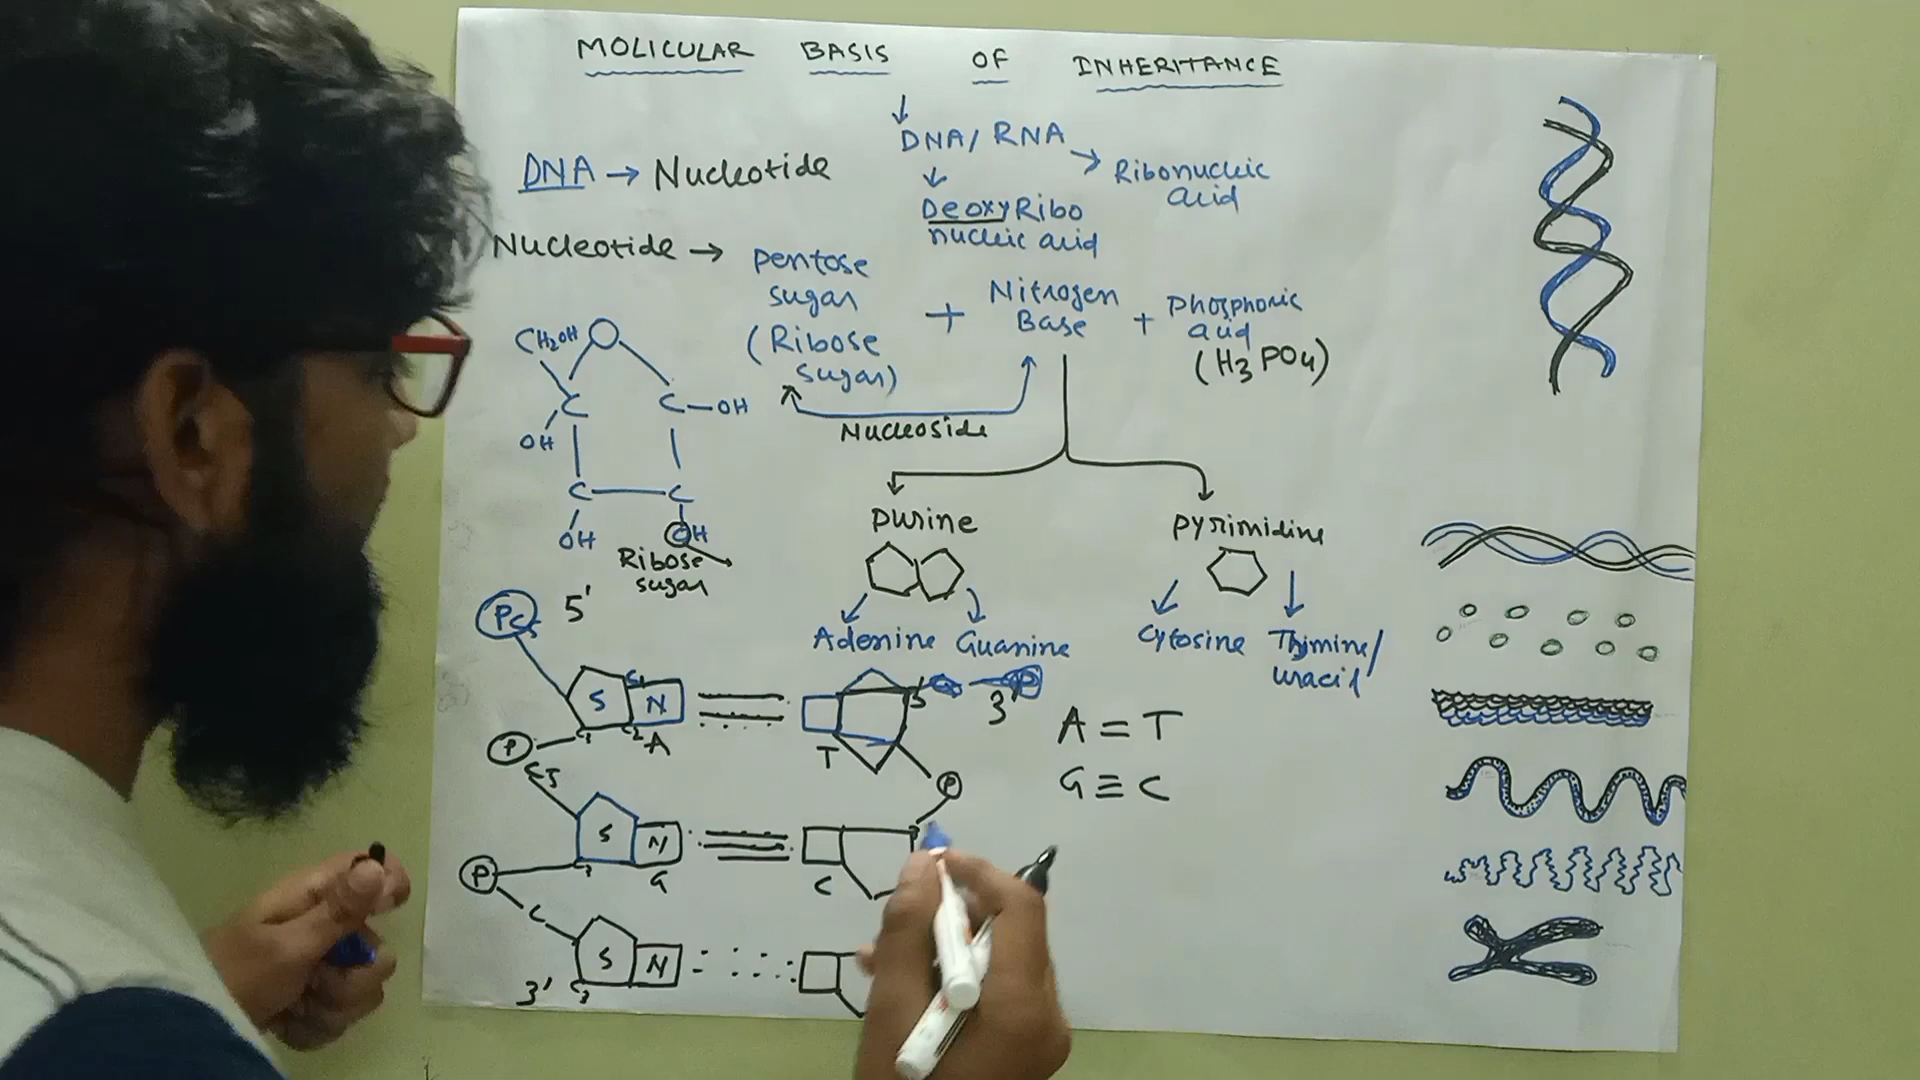 MOLICULAR BASIS OF INHERITANCE
DNA/ RNA
Ribonucleic
acid
DNA → Nucleotide
DeoxyRibo
nucleic acid
Nucleotide →
pentose
sugar
(Ribose
sugar)
+
Nitrogen
Base
+
Phosphoric
acid
(H3PO4)
Nucleoside
CH2OH
C
OH
C-OH
C
C
OH
OH
Ribose
sugar
purine
pyrimidine
Adenine Guanine
Cytosine Thymine/
uracil
P
5'
S
N
A
T
3'
P
A = T
G ≡ C
P
C5
P
S
N
G
C
P
C
S
N
3'